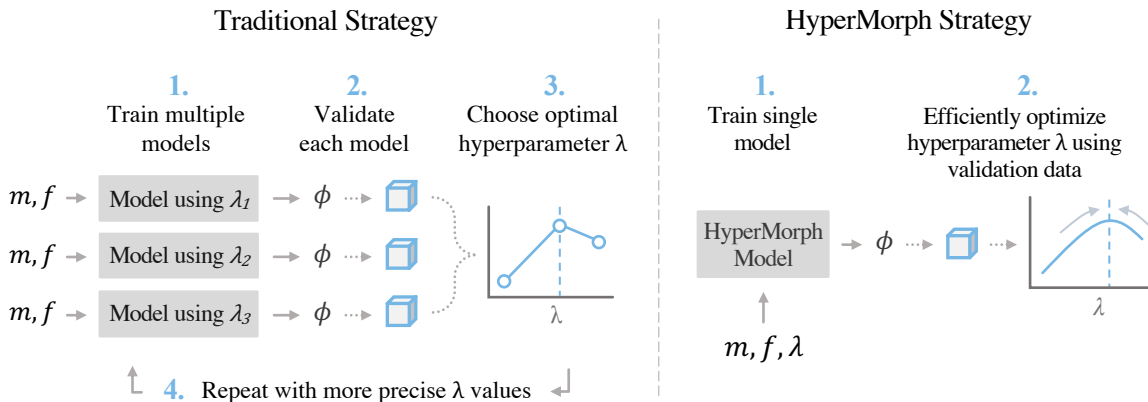 Traditional Strategy
1.
Train multiple
models
2.
Validate
each model
3.
Choose optimal
hyperparameter λ
m, f
Model using λ1
ϕ
m, f
Model using λ2
ϕ
m, f
Model using λ3
ϕ
λ
4. Repeat with more precise λ values
HyperMorph Strategy
1.
Train single
model
2.
Efficiently optimize
hyperparameter λ using
validation data
HyperMorph
Model
ϕ
m, f, λ
λ